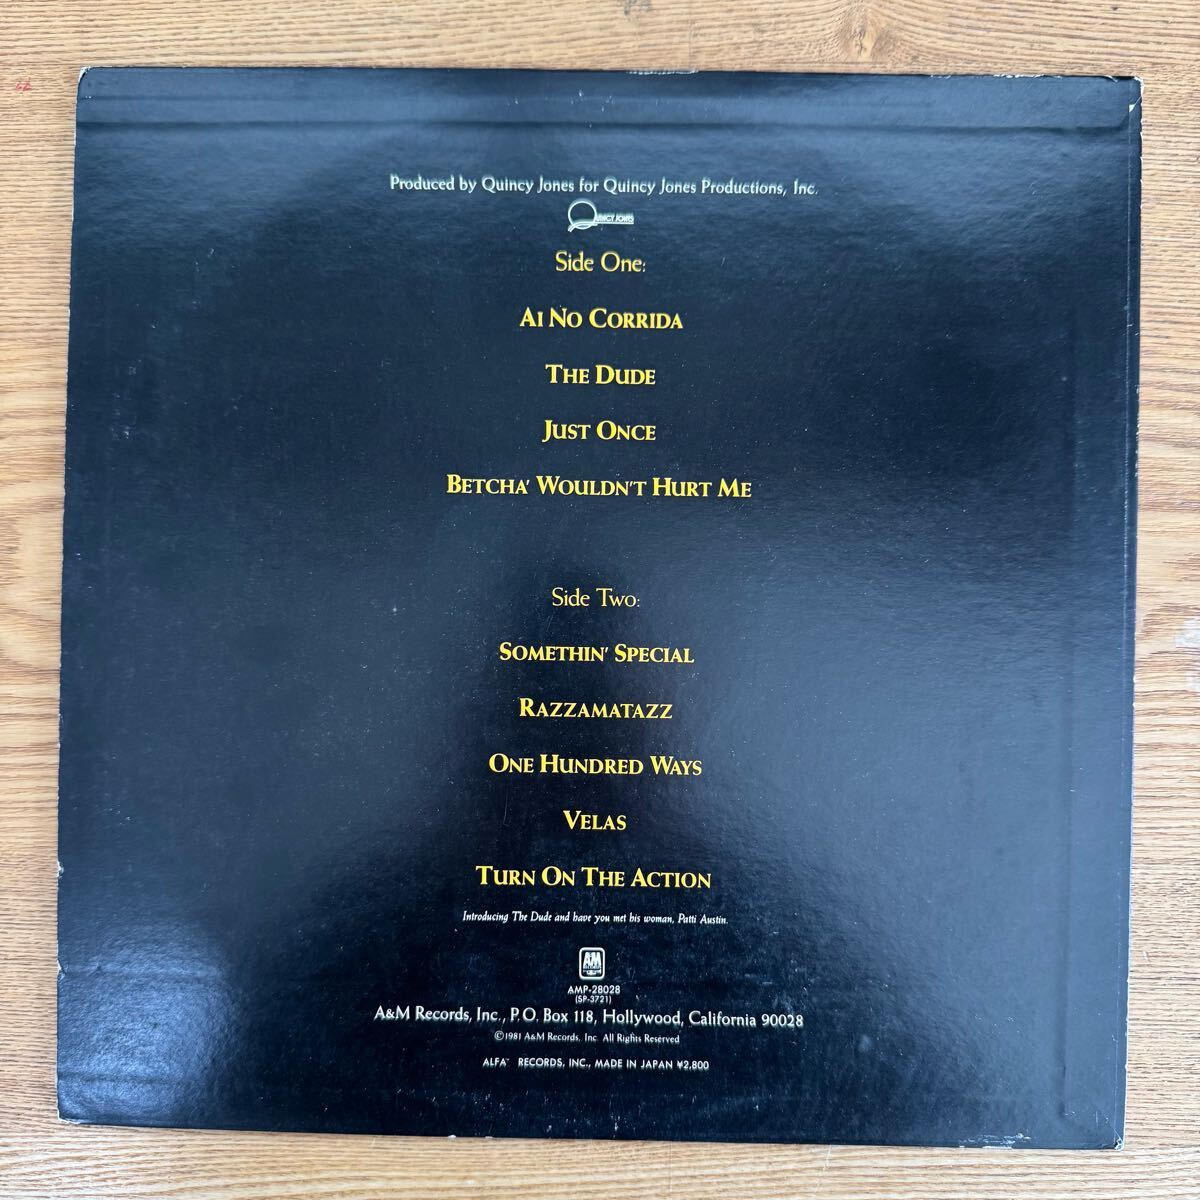 Produced by Quincy Jones for Quincy Jones Productions, Inc.
QUINCY JONES
Side One:
AI NO CORRIDA
THE DUDE
JUST ONCE
BETCHA' WOULDN'T HURT ME
Side Two:
SOMETHIN' SPECIAL
RAZZAMATAZZ
ONE HUNDRED WAYS
VELAS
TURN ON THE ACTION
Introducing The Dude and have you met his woman, Patti Austin.
A&M
RECORDS
AMP-28028
(SP-3721)
A&M Records, Inc., P.O. Box 118, Hollywood, California 90028
©1981 A&M Records, Inc. All Rights Reserved
ALFA™ RECORDS, INC., MADE IN JAPAN ¥2,800